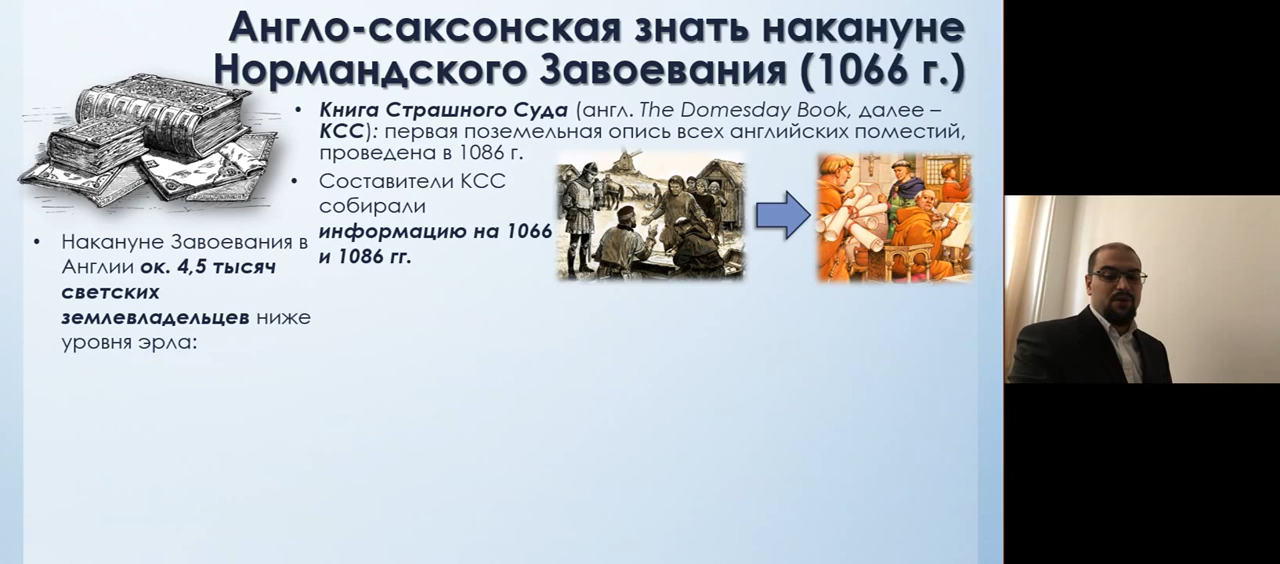 Англо-саксонская знать накануне
Нормандского Завоевания (1066 г.)
• Книга Страшного Суда (англ. The Domesday Book, далее –
КСС): первая поземельная опись всех английских поместий,
проведена в 1086 г.
• Составители КСС
собирали
информацию на 1066
и 1086 гг.
• Накануне Завоевания в
Англии ок. 4,5 тысяч
светских
землевладельцев ниже
уровня эрла: